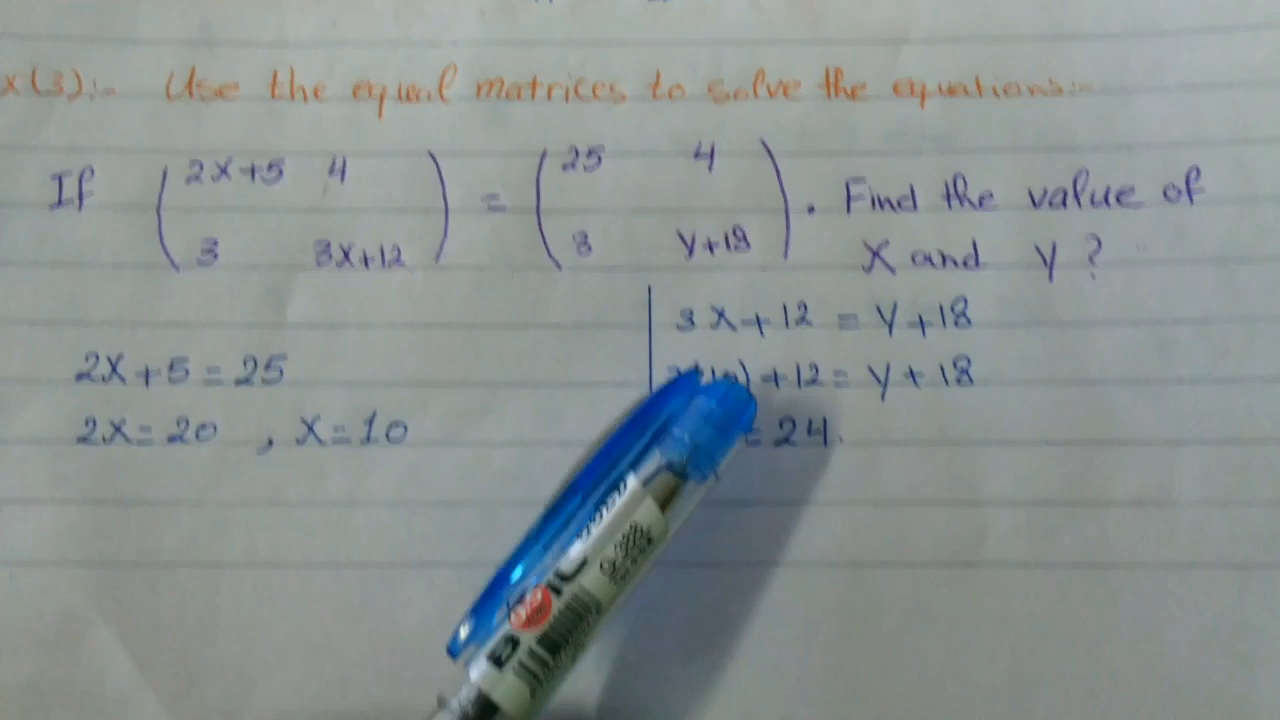 x(3):- Use the equal matrices to solve the equations:-
If (2x+5 4 = (25 4 . Find the value of
3 3x+12) 3 y+18) x and y?
3x+12 = y+18
2x+5=25 +12= y+18
2x=20 , x=10 = 24.